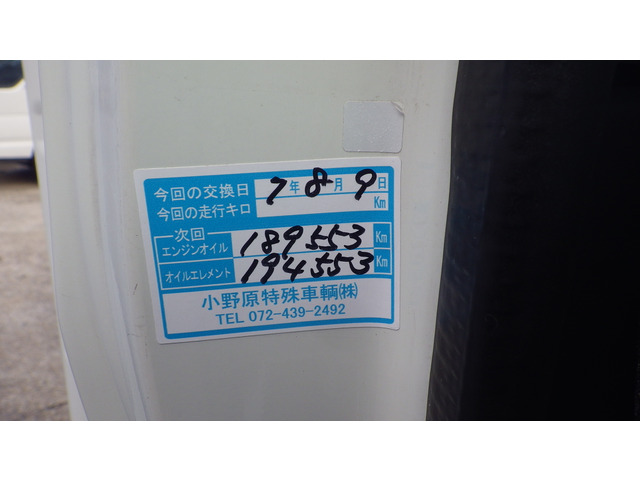 今回の交換日 7年 8月 9日
今回の走行キロ Km
次回
エンジンオイル 189553 Km
オイルエレメント 194553 Km
小野原特殊車輌㈱
TEL 072-439-2492